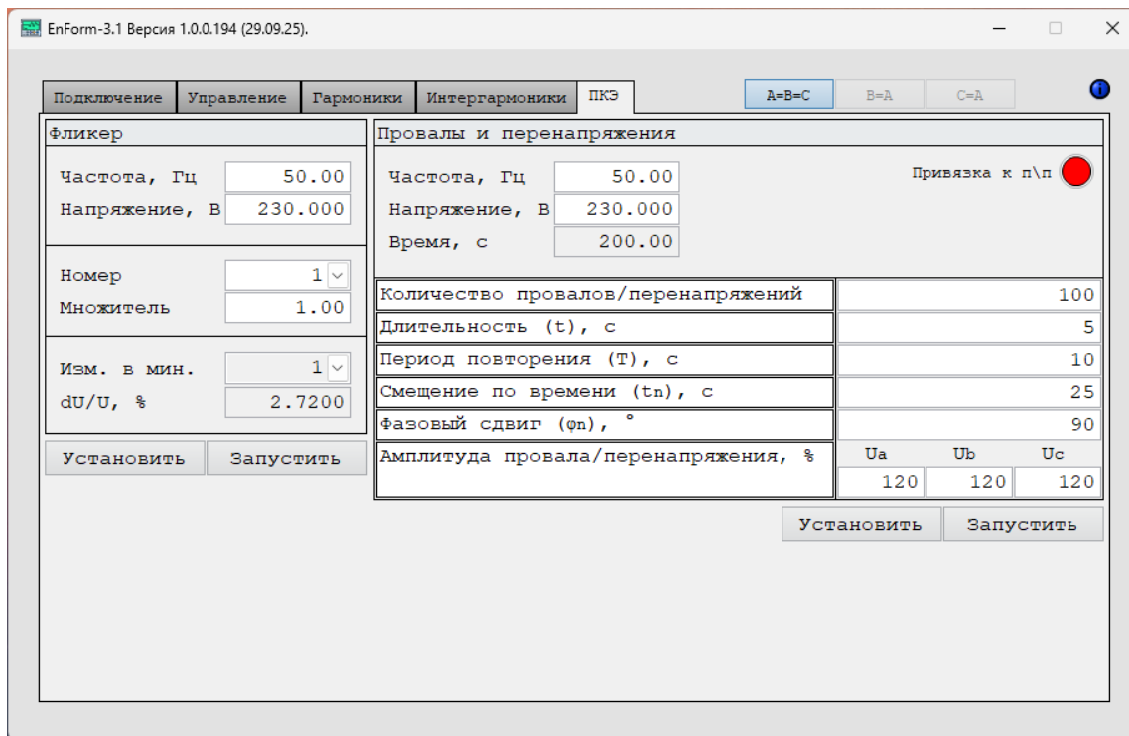 EnForm-3.1 Версия 1.0.0.194 (29.09.25).
Подключение Управление Гармоники Интергармоники ПКЭ A=B=C B=A C=A
Фликер
Частота, Гц 50.00
Напряжение, В 230.000
Номер 1
Множитель 1.00
Изм. в мин. 1
dU/U, % 2.7200
Установить Запустить
Провалы и перенапряжения
Частота, Гц 50.00
Привязка к п\п
Напряжение, В 230.000
Время, с 200.00
Количество провалов/перенапряжений 100
Длительность (t), с 5
Период повторения (T), с 10
Смещение по времени (tn), с 25
Фазовый сдвиг (φn), ° 90
Амплитуда провала/перенапряжения, % Ua Ub Uc
120 120 120
Установить Запустить